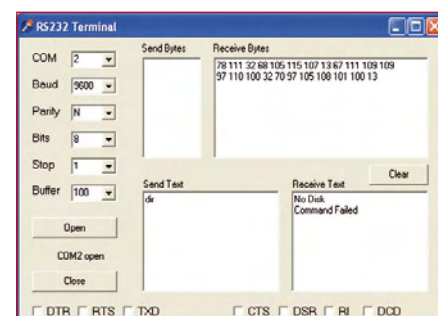 RS232 Terminal
COM 2
Baud 9600
Parity N
Bits 8
Stop 1
Buffer 100
Open
COM2 open
Close
Send Bytes
Receive Bytes
78 111 32 68 105 115 107 13 67 111 109 109
97 110 100 32 70 97 105 108 101 100 13
Clear
Send Text
dir
Receive Text
No Disk
Command Failed
DTR RTS TXD CTS DSR RI DCD